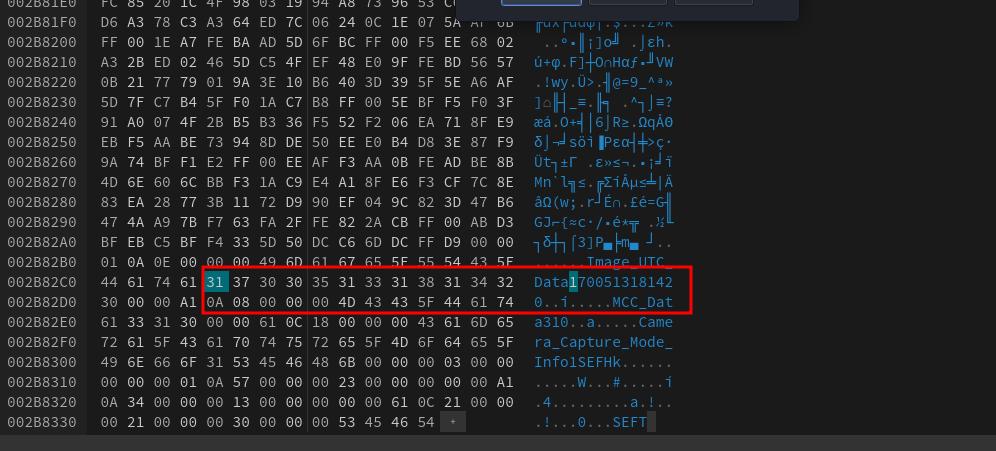 002B81E0 FC 85 20 1C 4F 98 03 19 94 A8 73 96 53
002B81F0 D6 A3 78 C3 A3 64 ED 7C 06 24 0C 1E 07 5A AF 6B ╓úx├údφ|.$...Z»k
002B8200 FF 00 1E A7 FE BA AD 5D 6F BC FF 00 F5 EE 68 02
002B8210 A3 2B ED 02 46 5D C5 4F EF 48 E0 9F FE BD 56 57
002B8220 0B 21 77 79 01 9A 3E 10 B6 40 3D 39 5F 5E A6 AF .!wy.Ü>.╢@=9_^ª»
002B8230 5D 7F C7 B4 5F F0 1A C7 B8 FF 00 5E BF F5 F0 3F
002B8240 91 A0 07 4F 2B B5 B3 36 F5 52 F2 06 EA 71 8F E9
002B8250 EB F5 AA BE 73 94 8D DE 50 EE E0 B4 D8 3E 87 F9
002B8260 9A 74 BF F1 E2 FF 00 EE AF F3 AA 0B FE AD BE 8B
002B8270 4D 6E 60 6C BB F3 1A C9 E4 A1 8F E6 F3 CF 7C 8E
002B8280 83 EA 28 77 3B 11 72 D9 90 EF 04 9C 82 3D 47 B6
002B8290 47 4A A9 7B F7 63 FA 2F FE 82 2A CB FF 00 AB D3
002B82A0 BF EB C5 BF F4 33 5D 50 DC C6 6D DC FF D9 00 00
002B82B0 01 0A 0E 00 00 00 49 6D 61 67 65 5F 55 54 43 5F ......Image_UTC_
002B82C0 44 61 74 61 31 37 30 30 35 31 33 31 38 31 34 32 Data170051318142
002B82D0 30 00 00 A1 0A 08 00 00 00 4D 43 43 5F 44 61 74 0..í.....MCC_Dat
002B82E0 61 33 31 30 00 00 61 0C 18 00 00 00 43 61 6D 65 a310..a.....Came
002B82F0 72 61 5F 43 61 70 74 75 72 65 5F 4D 6F 64 65 5F ra_Capture_Mode_
002B8300 49 6E 66 6F 31 53 45 46 48 6B 00 00 00 03 00 00 Info1SEFHk......
002B8310 00 00 00 01 0A 57 00 00 00 23 00 00 00 00 00 A1 .....W...#.....í
002B8320 0A 34 00 00 00 13 00 00 00 00 00 61 0C 21 00 00 .4.........a.!..
002B8330 00 21 00 00 00 30 00 00 00 53 45 46 54 + .!...0...SEFT